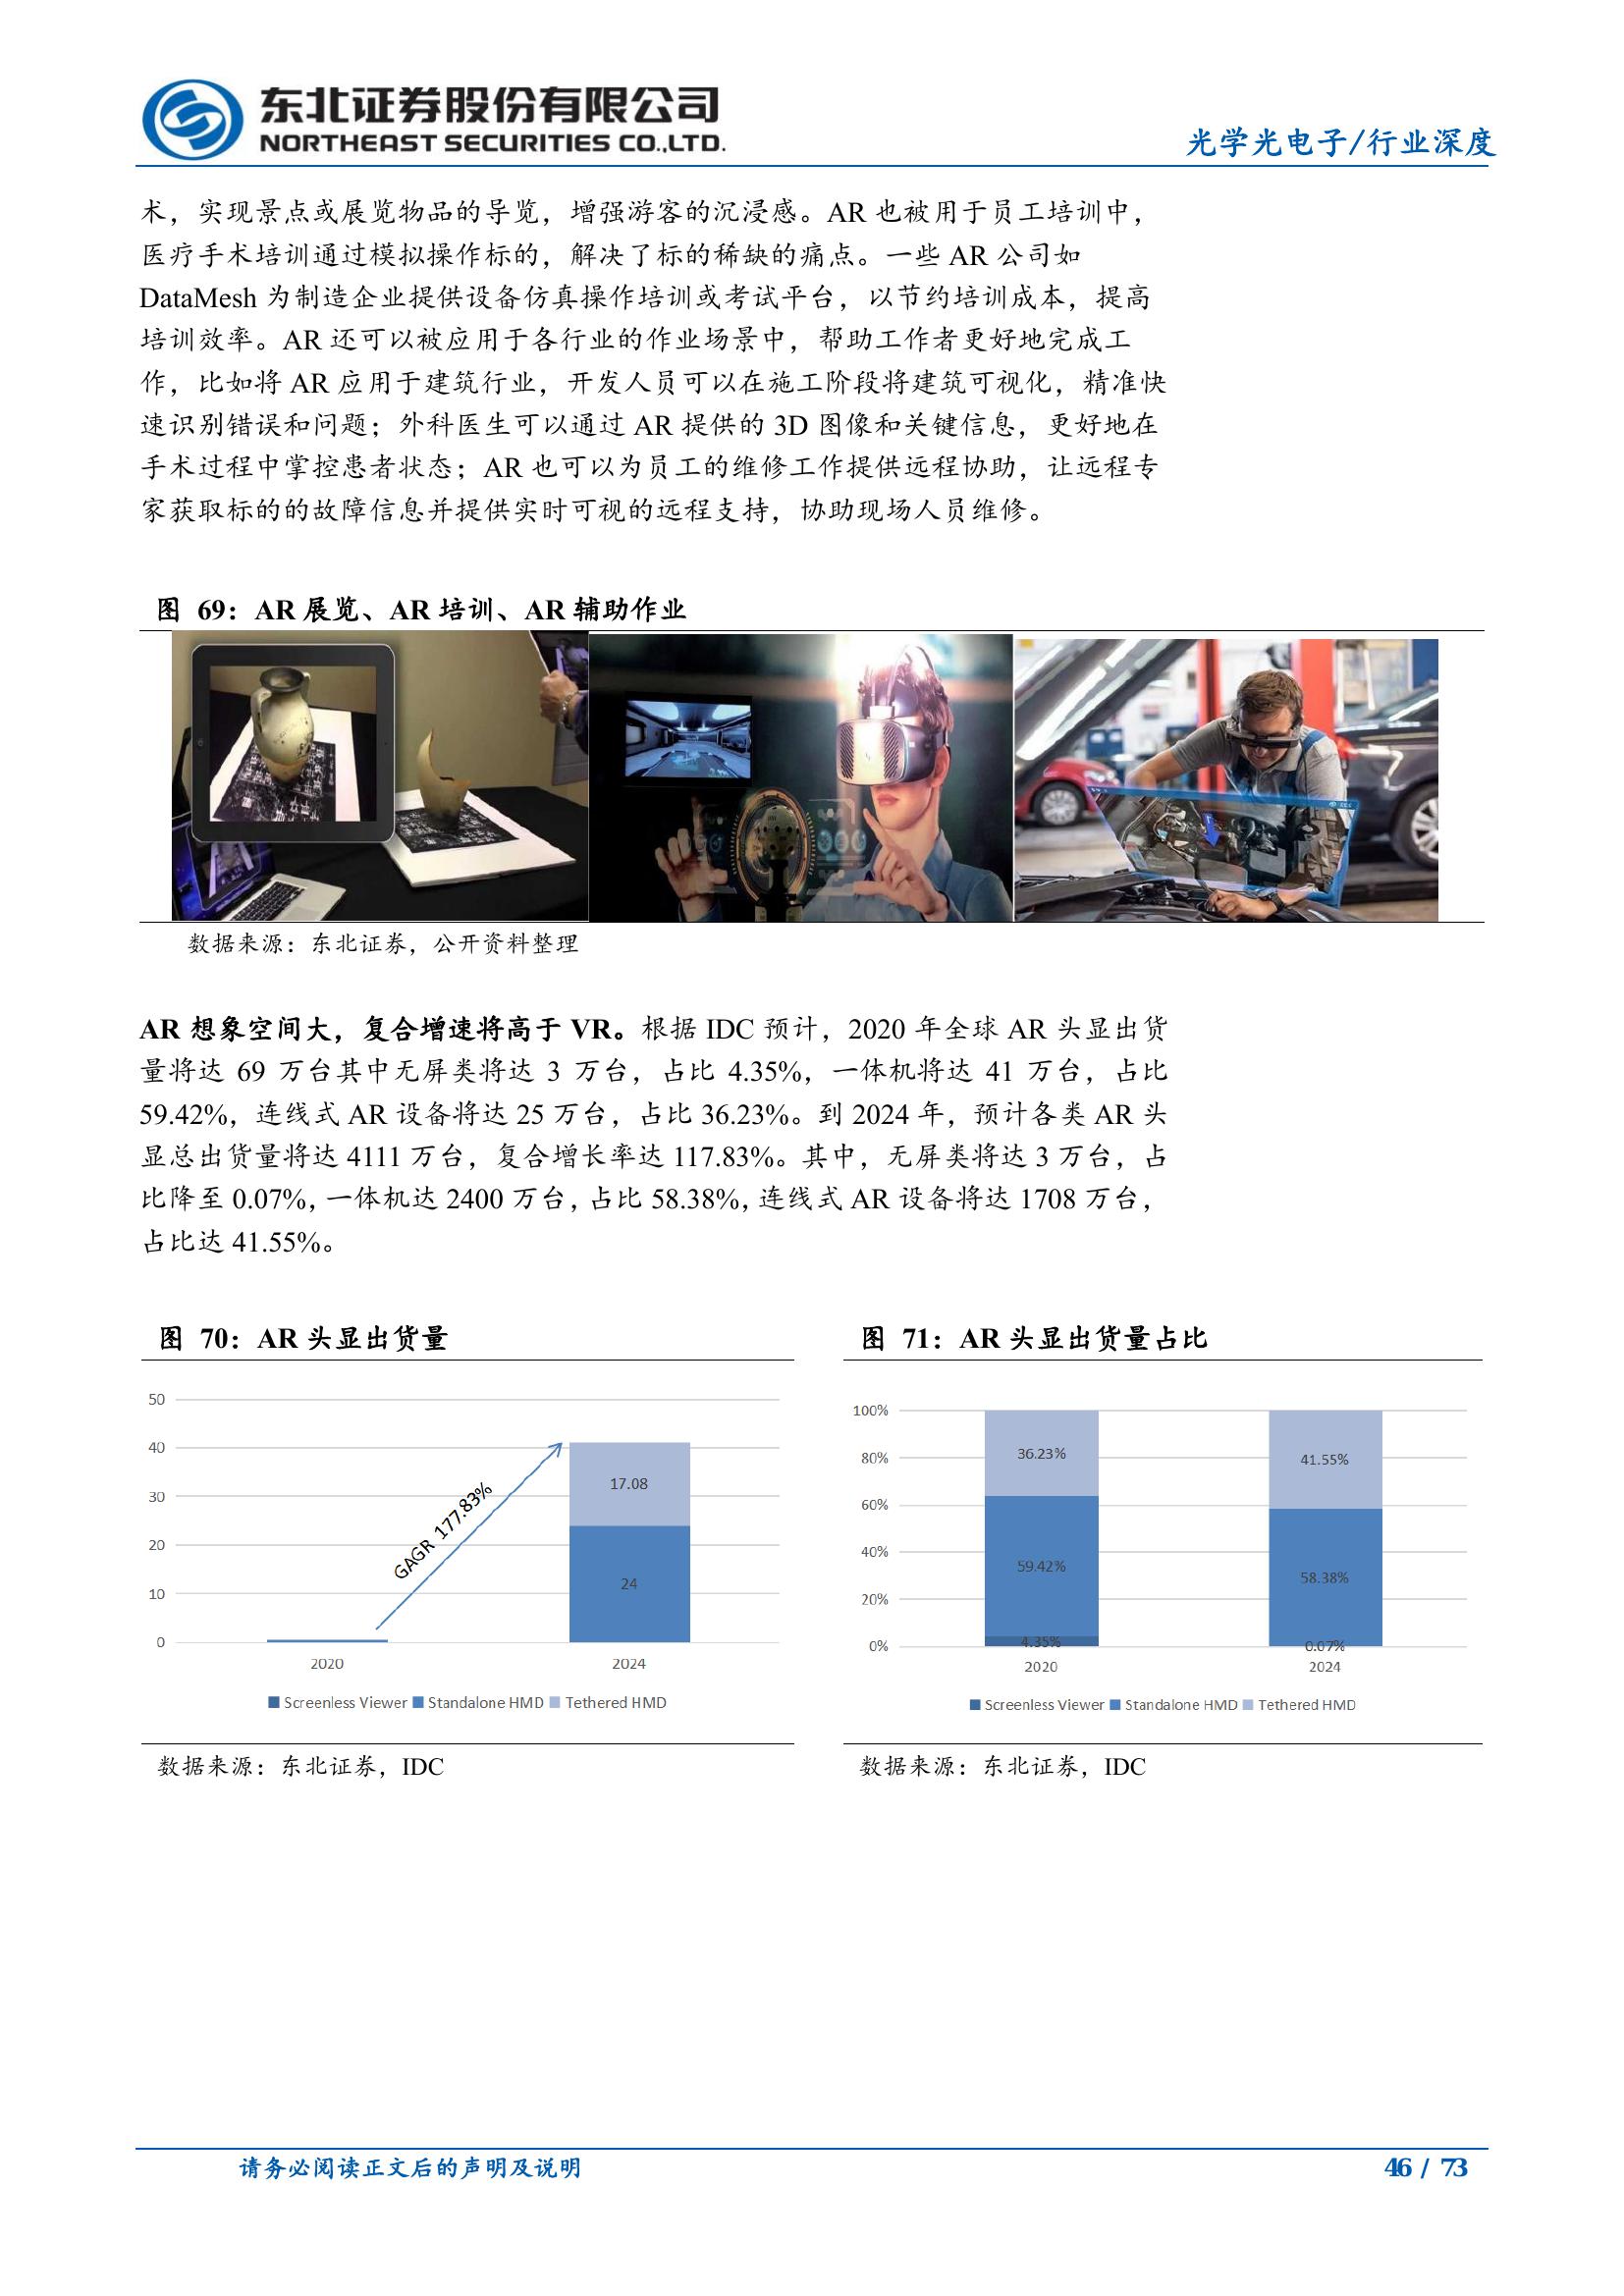 东北证券股份有限公司
NORTHEAST SECURITIES CO.,LTD.
光学光电子/行业深度
术，实现景点或展览物品的导览，增强游客的沉浸感。AR 也被用于员工培训中，
医疗手术培训通过模拟操作标的，解决了标的稀缺的痛点。一些 AR 公司如
DataMesh 为制造企业提供设备仿真操作培训或考试平台，以节约培训成本，提高
培训效率。AR 还可以被应用于各行业的作业场景中，帮助工作者更好地完成工
作，比如将 AR 应用于建筑行业，开发人员可以在施工阶段将建筑可视化，精准快
速识别错误和问题；外科医生可以通过 AR 提供的 3D 图像和关键信息，更好地在
手术过程中掌控患者状态；AR 也可以为员工的维修工作提供远程协助，让远程专
家获取标的的故障信息并提供实时可视的远程支持，协助现场人员维修。
图 69：AR 展览、AR 培训、AR 辅助作业
数据来源：东北证券，公开资料整理
AR 想象空间大，复合增速将高于 VR。根据 IDC 预计，2020 年全球 AR 头显出货
量将达 69 万台其中无屏类将达 3 万台，占比 4.35%，一体机将达 41 万台，占比
59.42%，连线式 AR 设备将达 25 万台，占比 36.23%。到 2024 年，预计各类 AR 头
显总出货量将达 4111 万台，复合增长率达 117.83%。其中，无屏类将达 3 万台，占
比降至 0.07%，一体机达 2400 万台，占比 58.38%，连线式 AR 设备将达 1708 万台，
占比达 41.55%。
图 70：AR 头显出货量
50
40
30
20
10
0
GAGR 177.83%
17.08
24
2020
2024
Screenless Viewer Standalone HMD Tethered HMD
数据来源：东北证券，IDC
图 71：AR 头显出货量占比
100%
80%
60%
40%
20%
0%
36.23%
59.42%
4.35%
41.55%
58.38%
0.07%
2020
2024
Screenless Viewer Standalone HMD Tethered HMD
数据来源：东北证券，IDC
请务必阅读正文后的声明及说明
46 / 73